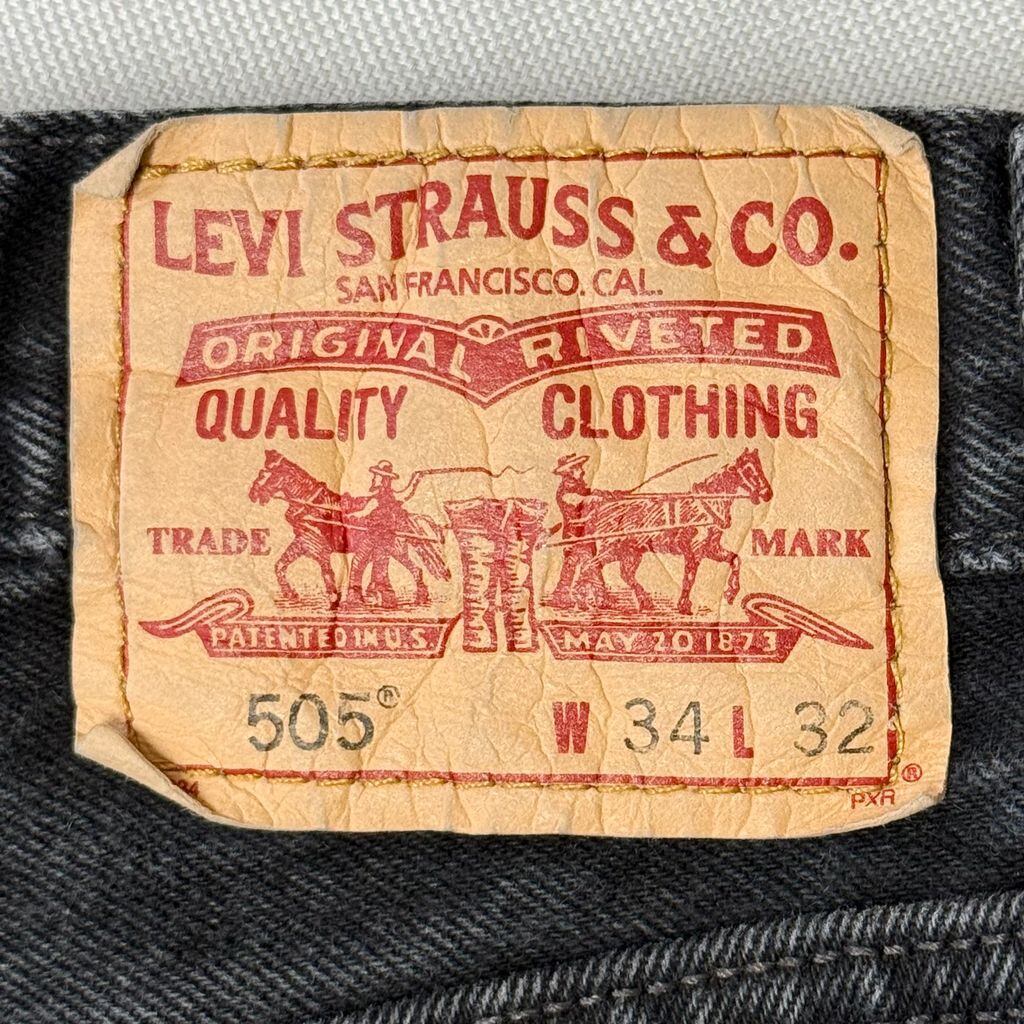 LEVI STRAUSS & CO.
SAN FRANCISCO. CAL.
ORIGINAL RIVETED
QUALITY CLOTHING
TRADE MARK
PATENTED IN U.S. MAY 20 1873
505® W 34 L 32
®
PXR